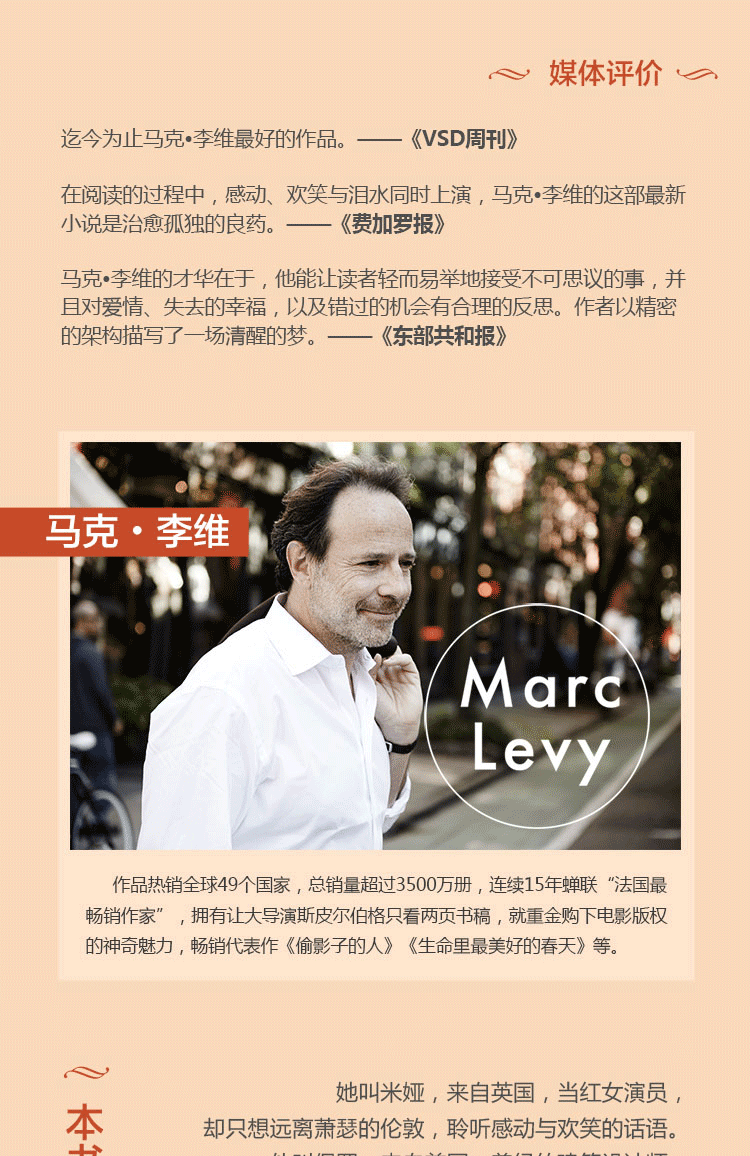 媒体评价
迄今为止马克•李维最好的作品。——《VSD周刊》
在阅读的过程中，感动、欢笑与泪水同时上演，马克•李维的这部最新
小说是治愈孤独的良药。——《费加罗报》
马克•李维的才华在于，他能让读者轻而易举地接受不可思议的事，并
且对爱情、失去的幸福，以及错过的机会有合理的反思。作者以精密
的架构描写了一场清醒的梦。——《东部共和报》
马克·李维
Marc
Levy
作品热销全球49个国家，总销量超过3500万册，连续15年蝉联“法国最
畅销作家”，拥有让大导演斯皮尔伯格只看两页书稿，就重金购下电影版权
的神奇魅力，畅销代表作《偷影子的人》《生命里最美好的春天》等。
本
她叫米娅，来自英国，当红女演员，
却只想远离萧瑟的伦敦，聆听感动与欢笑的话语。